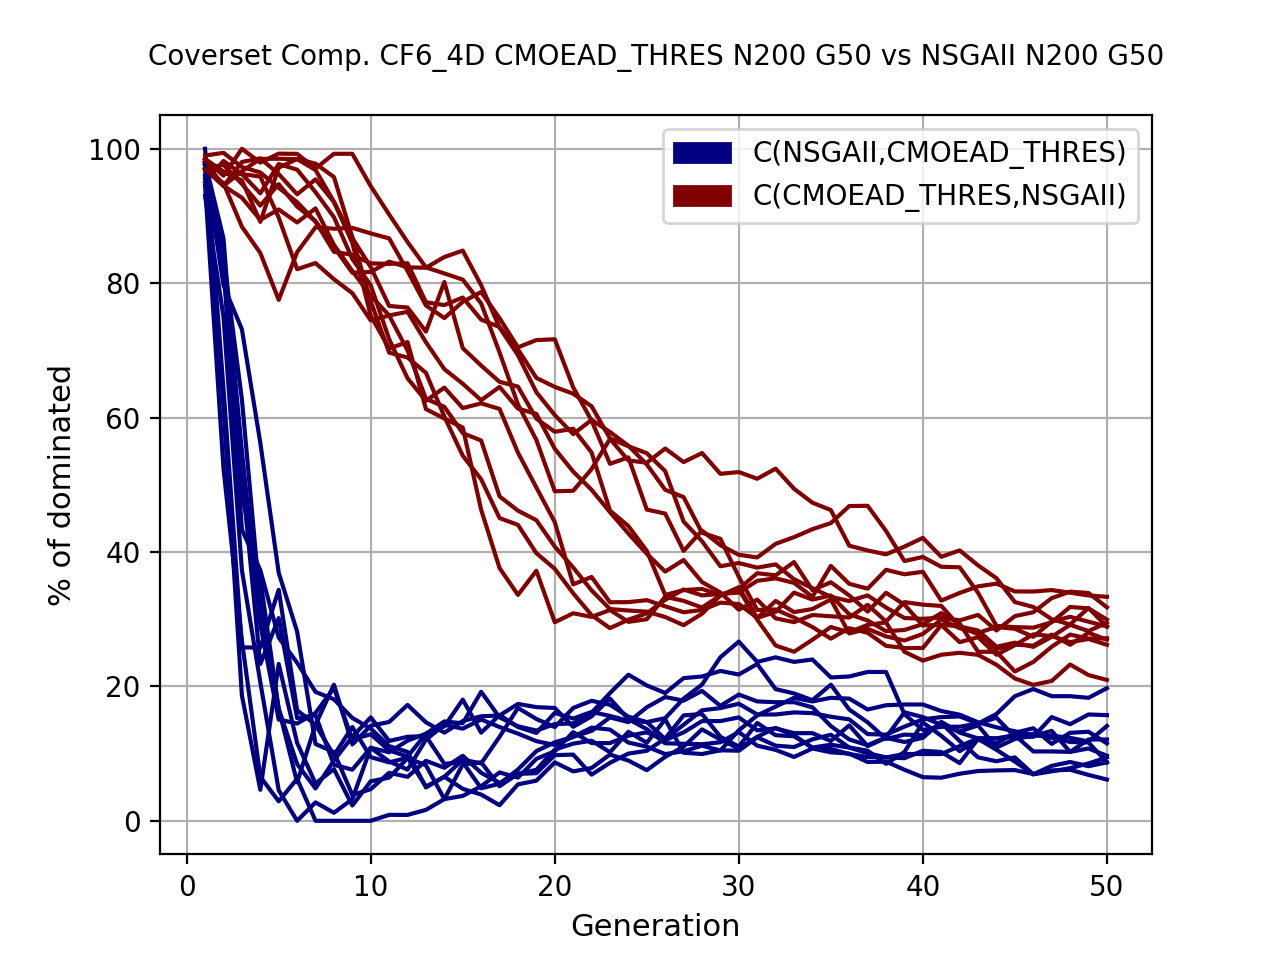 Coverset Comp. CF6_4D CMOEAD_THRES N200 G50 vs NSGAII N200 G50
C(NSGAII,CMOEAD_THRES)
C(CMOEAD_THRES,NSGAII)
% of dominated
100
80
60
40
20
0
0 10 20 30 40 50
Generation